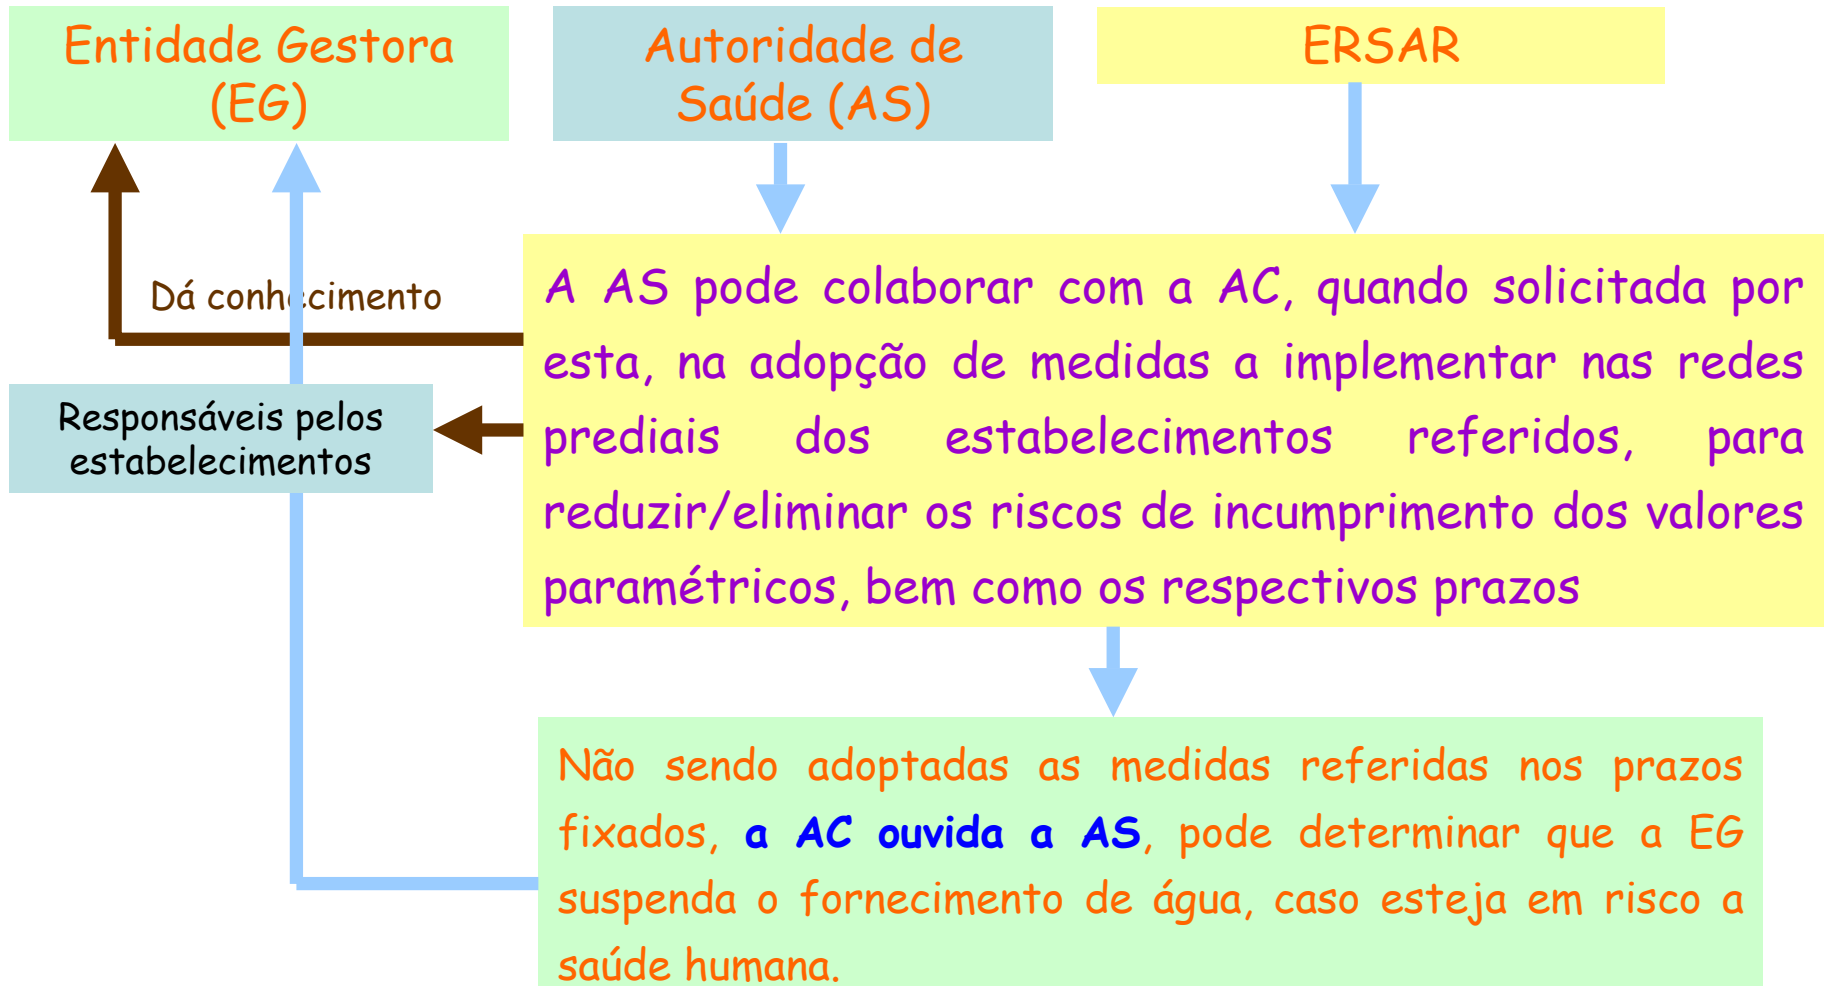 Entidade Gestora
(EG)
Autoridade de
Saúde (AS)
ERSAR
Dá conhecimento
A AS pode colaborar com a AC, quando solicitada por
esta, na adopção de medidas a implementar nas redes
prediais dos estabelecimentos referidos, para
reduzir/eliminar os riscos de incumprimento dos valores
paramétricos, bem como os respectivos prazos
Responsáveis pelos
estabelecimentos
Não sendo adoptadas as medidas referidas nos prazos
fixados, a AC ouvida a AS, pode determinar que a EG
suspenda o fornecimento de água, caso esteja em risco a
saúde humana.